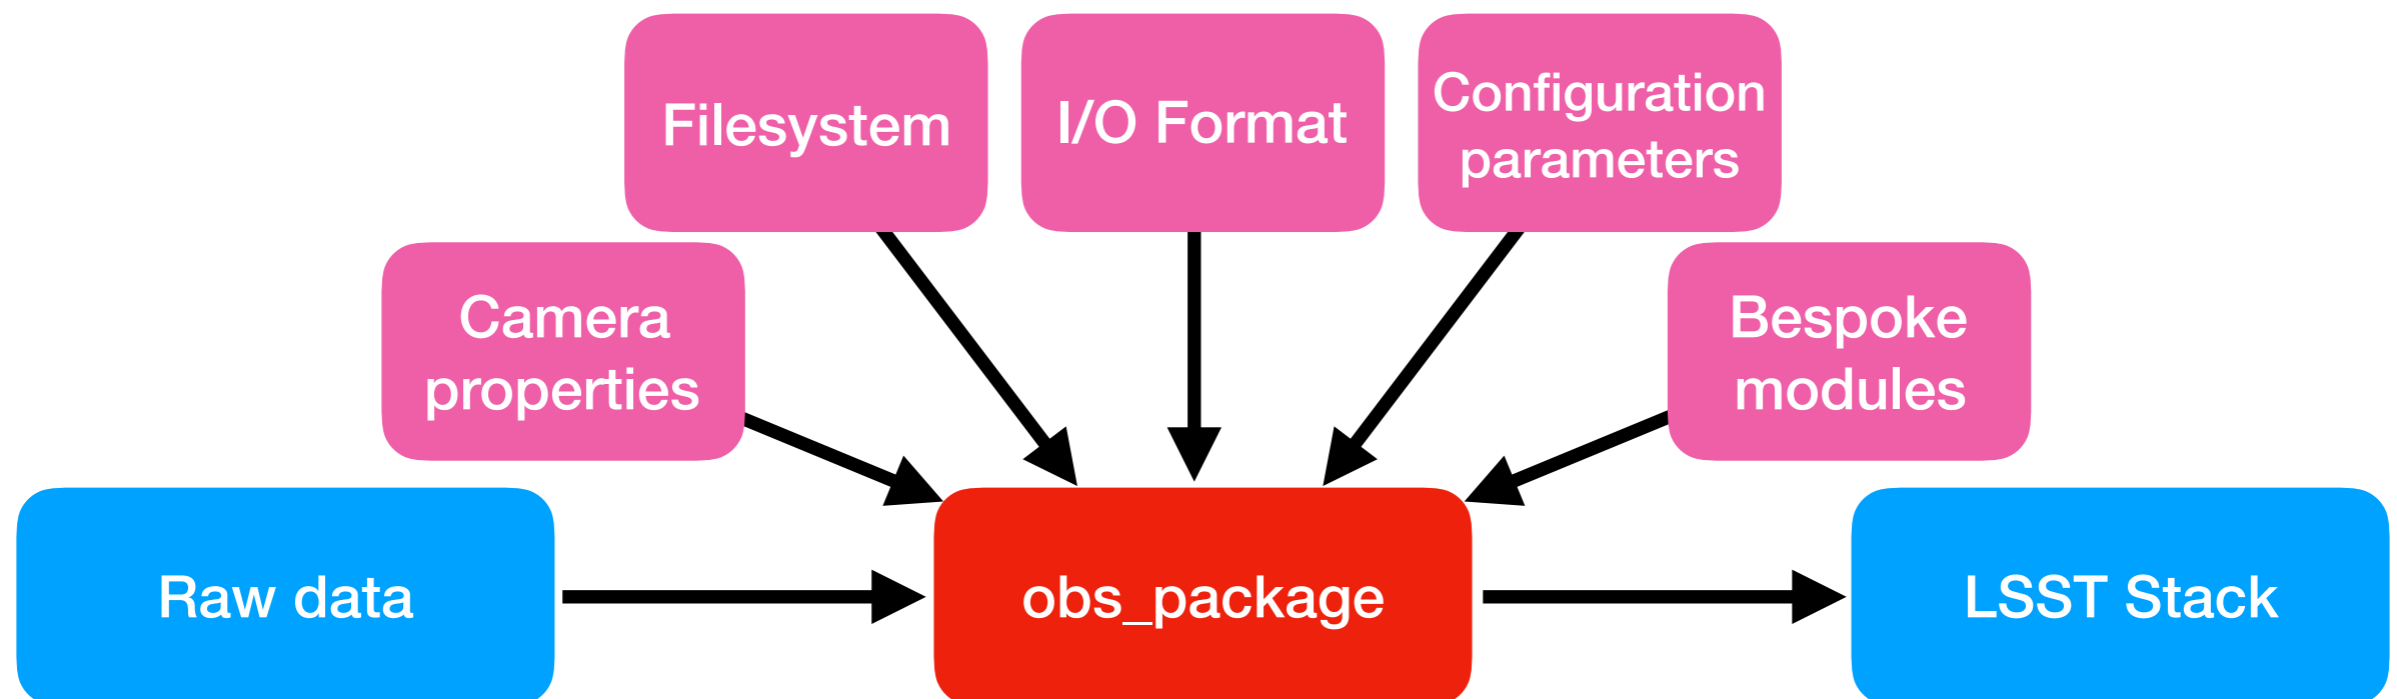 Filesystem
I/O Format
Configuration
parameters
Camera
properties
Bespoke
modules
Raw data
obs_package
LSST Stack